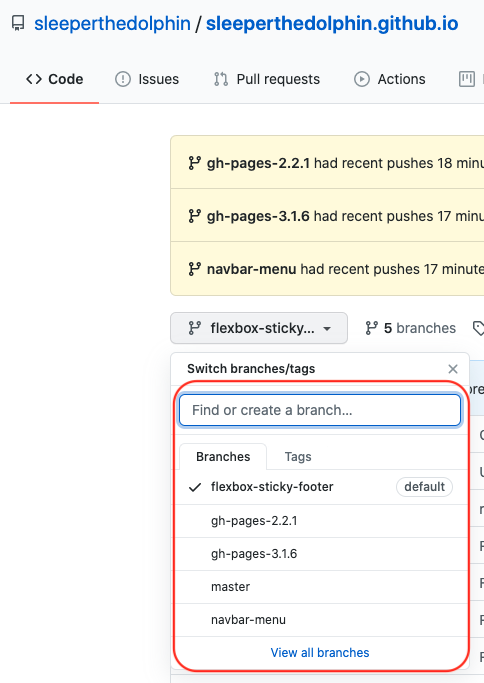 sleeperthedolphin / sleeperthedolphin.github.io
Code Issues Pull requests Actions
gh-pages-2.2.1 had recent pushes 18 minu
gh-pages-3.1.6 had recent pushes 17 minu
navbar-menu had recent pushes 17 minute
flexbox-sticky... 5 branches
Switch branches/tags
Find or create a branch...
Branches Tags
flexbox-sticky-footer default
gh-pages-2.2.1
gh-pages-3.1.6
master
navbar-menu
View all branches